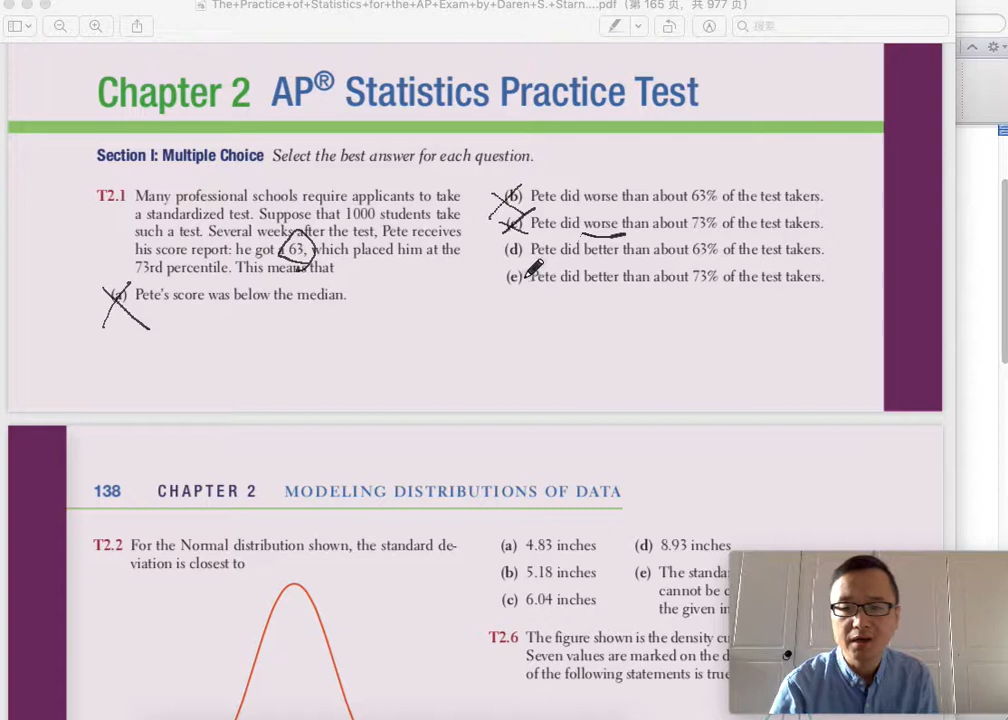 The+Practice+of+Statistics+for+the+AP+Exam+by+Daren+S.+Starn....pdf（第 165 页，共 977 页）
搜索
Chapter 2 AP® Statistics Practice Test
Section I: Multiple Choice Select the best answer for each question.
T2.1 Many professional schools require applicants to take
a standardized test. Suppose that 1000 students take
such a test. Several weeks after the test, Pete receives
his score report: he got a 63, which placed him at the
73rd percentile. This means that
(a) Pete's score was below the median.
(b) Pete did worse than about 63% of the test takers.
(c) Pete did worse than about 73% of the test takers.
(d) Pete did better than about 63% of the test takers.
(e) Pete did better than about 73% of the test takers.
138 CHAPTER 2 MODELING DISTRIBUTIONS OF DATA
T2.2 For the Normal distribution shown, the standard de-
viation is closest to
(a) 4.83 inches
(b) 5.18 inches
(c) 6.04 inches
(d) 8.93 inches
(e) The standa
cannot be
the given in
T2.6 The figure shown is the density cu
Seven values are marked on the d
of the following statements is true